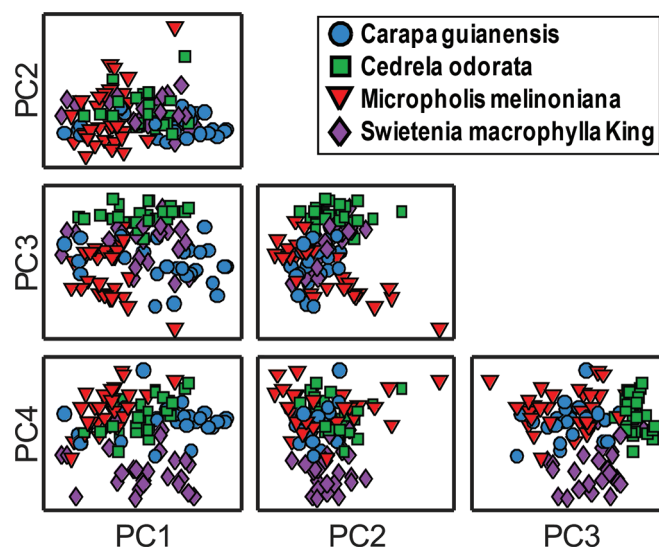 PC2
Carapa guianensis
Cedrela odorata
Micropholis melinoniana
Swietenia macrophylla King
PC3
PC4
PC1
PC2
PC3